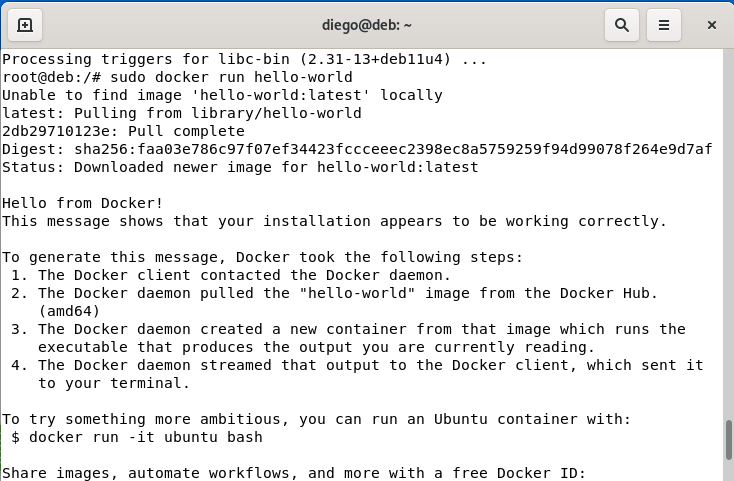 diego@deb: ~
Processing triggers for libc-bin (2.31-13+deb11u4) ...
root@deb:/# sudo docker run hello-world
Unable to find image 'hello-world:latest' locally
latest: Pulling from library/hello-world
2db29710123e: Pull complete
Digest: sha256:faa03e786c97f07ef34423fccceeec2398ec8a5759259f94d99078f264e9d7af
Status: Downloaded newer image for hello-world:latest

Hello from Docker!
This message shows that your installation appears to be working correctly.

To generate this message, Docker took the following steps:
 1. The Docker client contacted the Docker daemon.
 2. The Docker daemon pulled the "hello-world" image from the Docker Hub.
    (amd64)
 3. The Docker daemon created a new container from that image which runs the
    executable that produces the output you are currently reading.
 4. The Docker daemon streamed that output to the Docker client, which sent it
    to your terminal.

To try something more ambitious, you can run an Ubuntu container with:
 $ docker run -it ubuntu bash

Share images, automate workflows, and more with a free Docker ID: